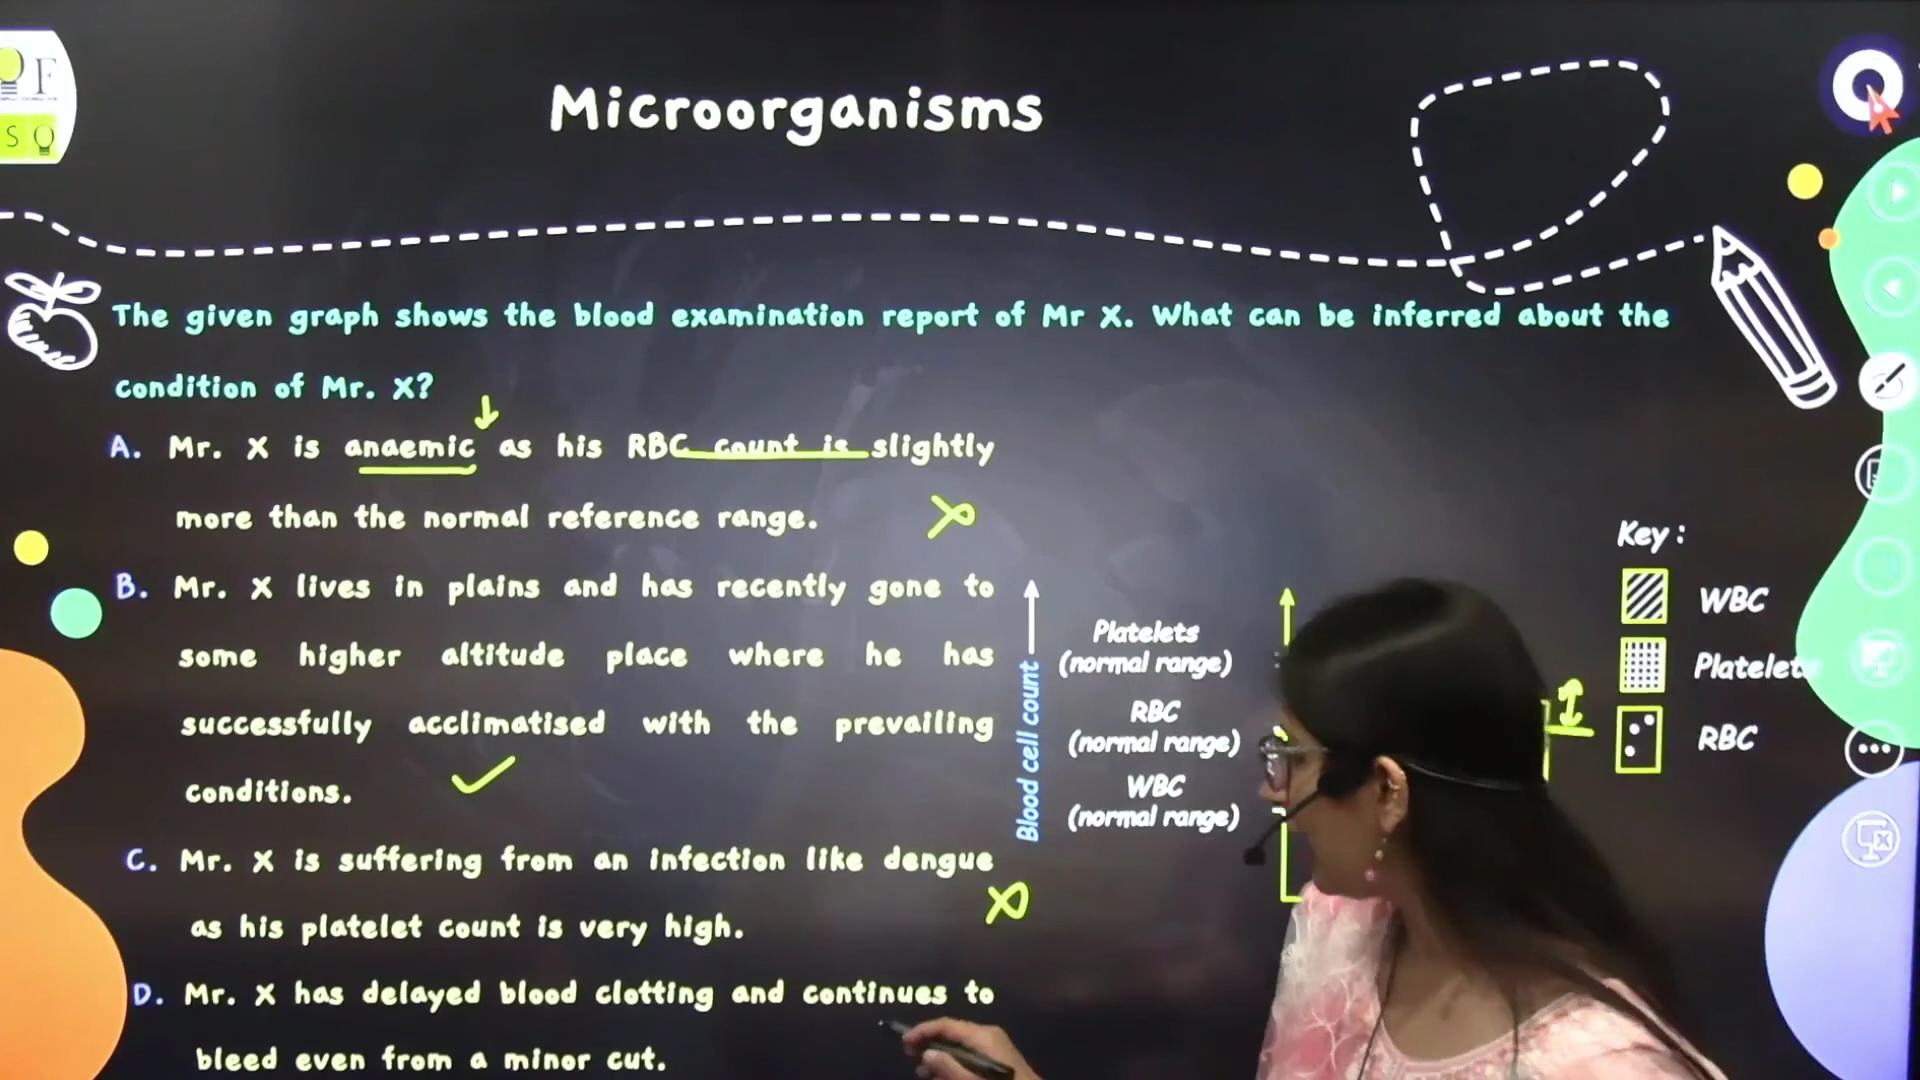 F
S
Microorganisms
The given graph shows the blood examination report of Mr X. What can be inferred about the
condition of Mr. X?
A. Mr. X is anaemic as his RBC count is slightly
more than the normal reference range.
B. Mr. X lives in plains and has recently gone to
some higher altitude place where he has
successfully acclimatised with the prevailing
conditions.
C. Mr. X is suffering from an infection like dengue
as his platelet count is very high.
D. Mr. X has delayed blood clotting and continues to
bleed even from a minor cut.
Blood cell count
Platelets
(normal range)
RBC
(normal range)
WBC
(normal range)
Key :
WBC
Platelets
RBC